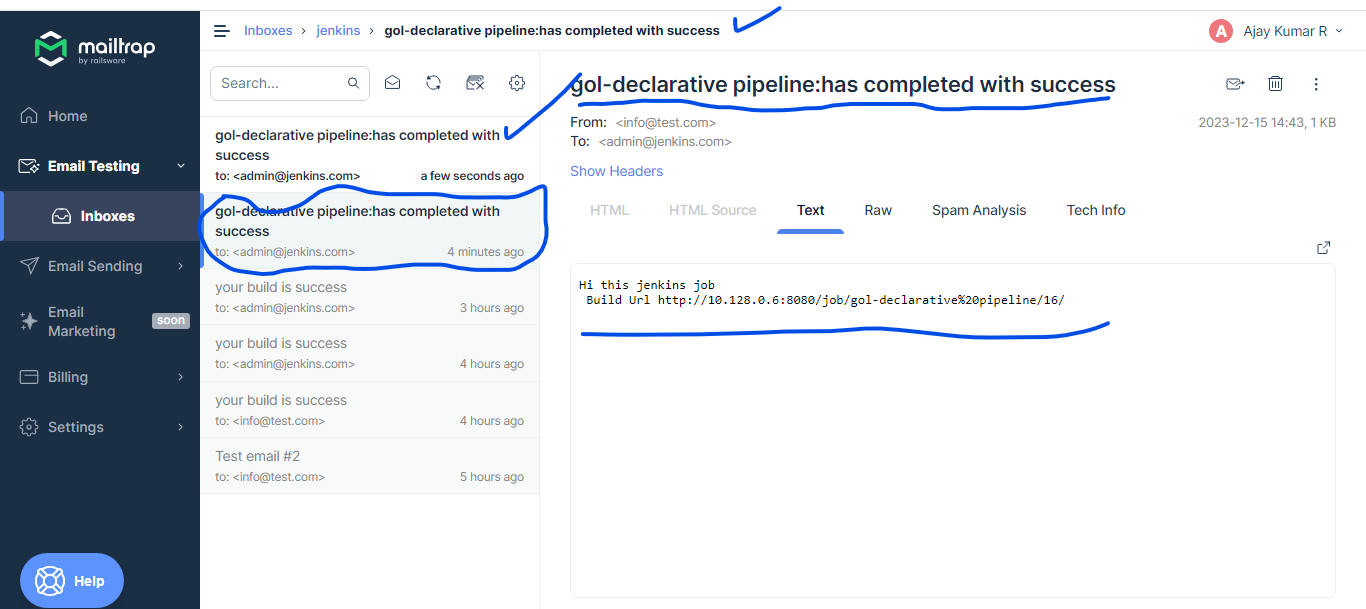 mailtrap
by railsware
Home
Email Testing
Inboxes
Email Sending
Email
Marketing
soon
Billing
Settings
Help
Inboxes › jenkins › gol-declarative pipeline:has completed with success
A Ajay Kumar R
Search...
gol-declarative pipeline:has completed with
success
to: <admin@jenkins.com> a few seconds ago
gol-declarative pipeline:has completed with
success
to: <admin@jenkins.com> 4 minutes ago
your build is success
to: <admin@jenkins.com> 3 hours ago
your build is success
to: <admin@jenkins.com> 4 hours ago
your build is success
to: <info@test.com> 4 hours ago
Test email #2
to: <info@test.com> 5 hours ago
gol-declarative pipeline:has completed with success
From: <info@test.com> 2023-12-15 14:43, 1 KB
To: <admin@jenkins.com>
Show Headers
HTML HTML Source Text Raw Spam Analysis Tech Info
Hi this jenkins job
Build Url http://10.128.0.6:8080/job/gol-declarative%20pipeline/16/